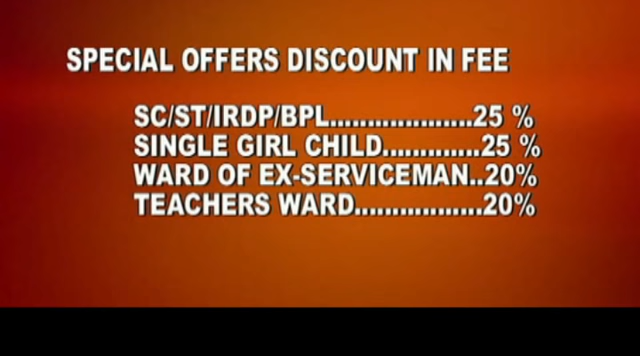 SPECIAL OFFERS DISCOUNT IN FEE
SC/ST/IRDP/BPL...................25 %
SINGLE GIRL CHILD.............25 %
WARD OF EX-SERVICEMAN..20%
TEACHERS WARD.................20%